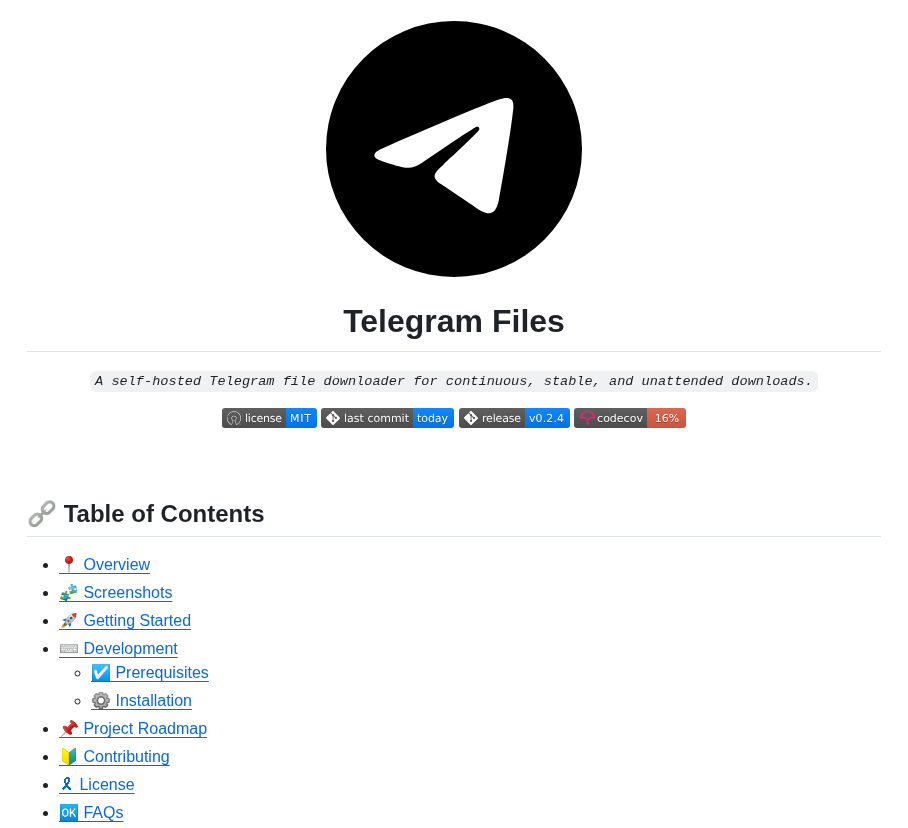 Telegram Files
A self-hosted Telegram file downloader for continuous, stable, and unattended downloads.
license MIT last commit today release v0.2.4 codecov 16%
🔗 Table of Contents
📍 Overview
🧩 Screenshots
🚀 Getting Started
⌨️ Development
☑️ Prerequisites
⚙️ Installation
📌 Project Roadmap
🔰 Contributing
🎗 License
🆗 FAQs